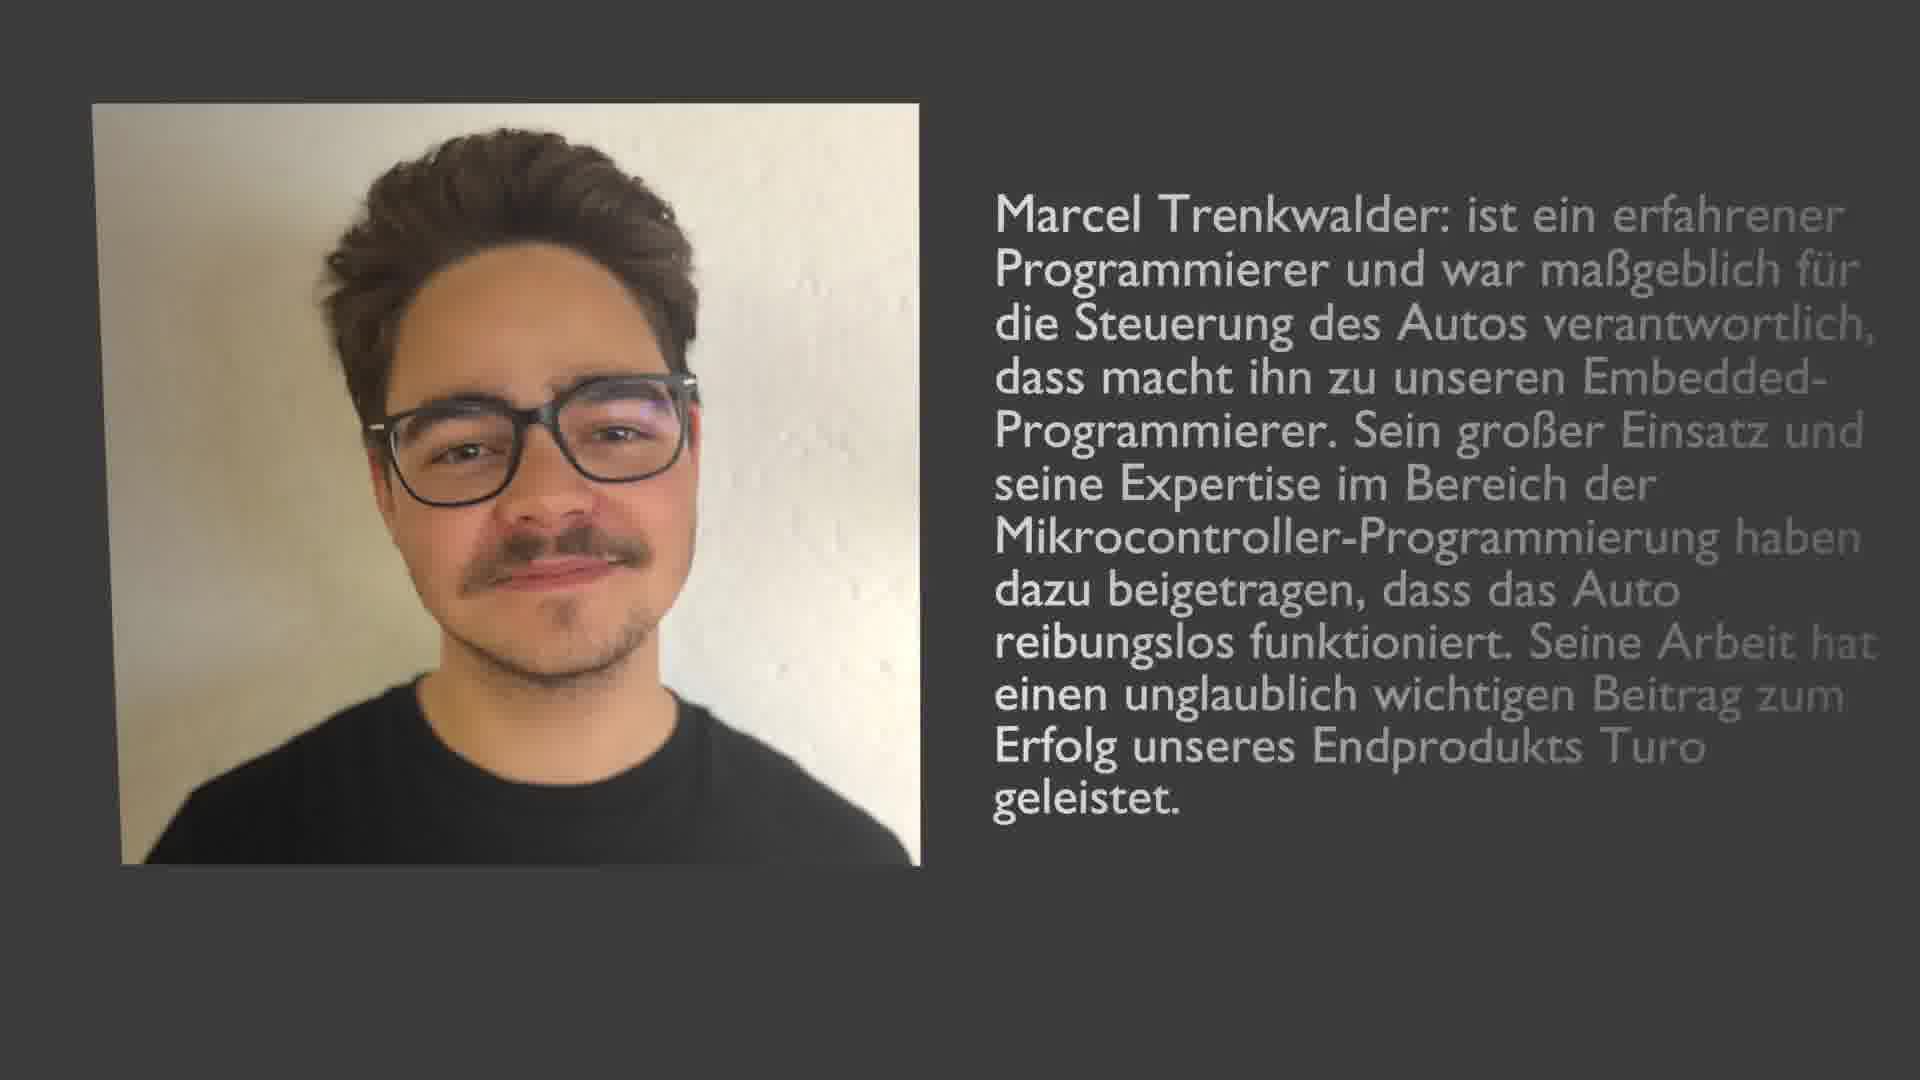 Marcel Trenkwalder: ist ein erfahrener
Programmierer und war maßgeblich für
die Steuerung des Autos verantwortlich,
dass macht ihn zu unseren Embedded-
Programmierer. Sein großer Einsatz und
seine Expertise im Bereich der
Mikrocontroller-Programmierung haben
dazu beigetragen, dass das Auto
reibungslos funktioniert. Seine Arbeit hat
einen unglaublich wichtigen Beitrag zum
Erfolg unseres Endprodukts Turo
geleistet.